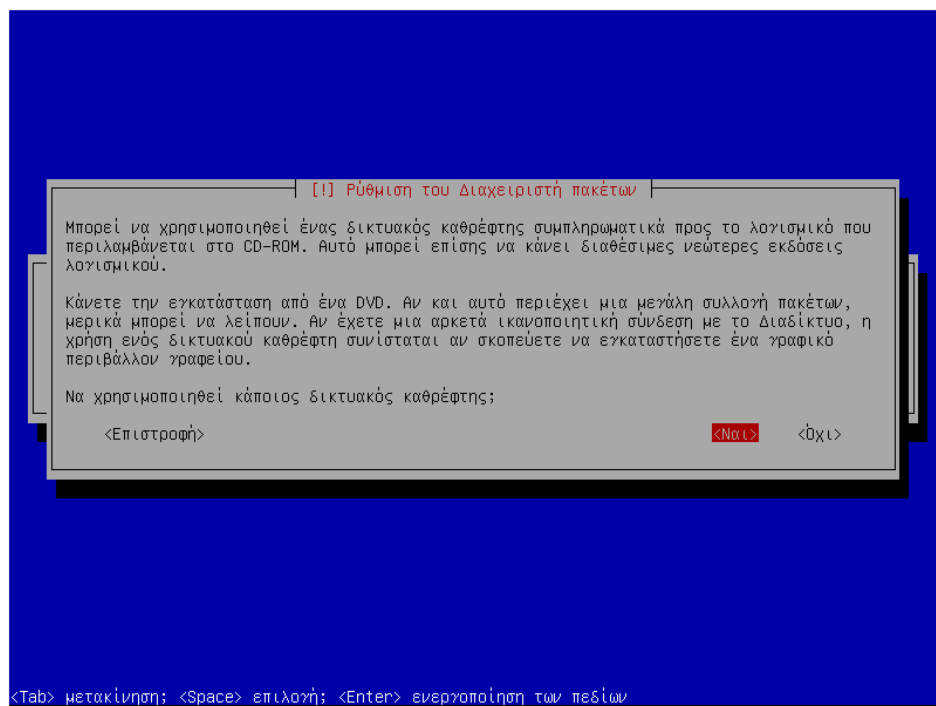 [!] Ρύθμιση του Διαχειριστή πακέτων
Μπορεί να χρησιμοποιηθεί ένας δικτυακός καθρέφτης συμπληρωματικά προς το λογισμικό που
περιλαμβάνεται στο CD-ROM. Αυτό μπορεί επίσης να κάνει διαθέσιμες νεώτερες εκδόσεις
λογισμικού.
Κάνετε την εγκατάσταση από ένα DVD. Αν και αυτό περιέχει μια μεγάλη συλλογή πακέτων,
μερικά μπορεί να λείπουν. Αν έχετε μια αρκετά ικανοποιητική σύνδεση με το Διαδίκτυο, η
χρήση ενός δικτυακού καθρέφτη συνίσταται αν σκοπεύετε να εγκαταστήσετε ένα γραφικό
περιβάλλον γραφείου.
Να χρησιμοποιηθεί κάποιος δικτυακός καθρέφτης;
<Επιστροφή> <Ναι> <Όχι>
<Tab> μετακίνηση; <Space> επιλογή; <Enter> ενεργοποίηση των πεδίων